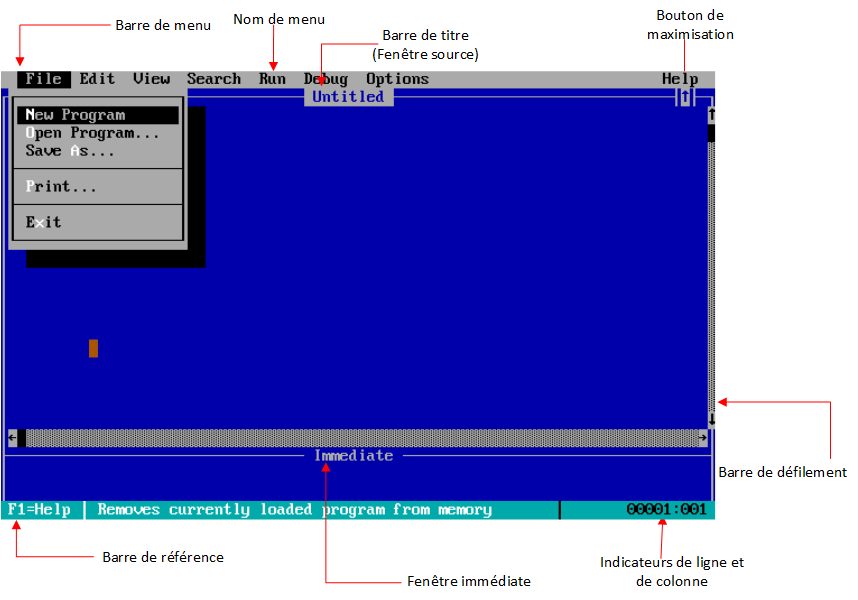 Barre de menu
Nom de menu
Barre de titre
(Fenêtre source)
Bouton de
maximisation
File Edit View Search Run Debug Options Help
Untitled
New Program
Open Program...
Save As...
Print...
Exit
Immediate
F1=Help Removes currently loaded program from memory 00001:001
Barre de défilement
Barre de référence
Fenêtre immédiate
Indicateurs de ligne et
de colonne